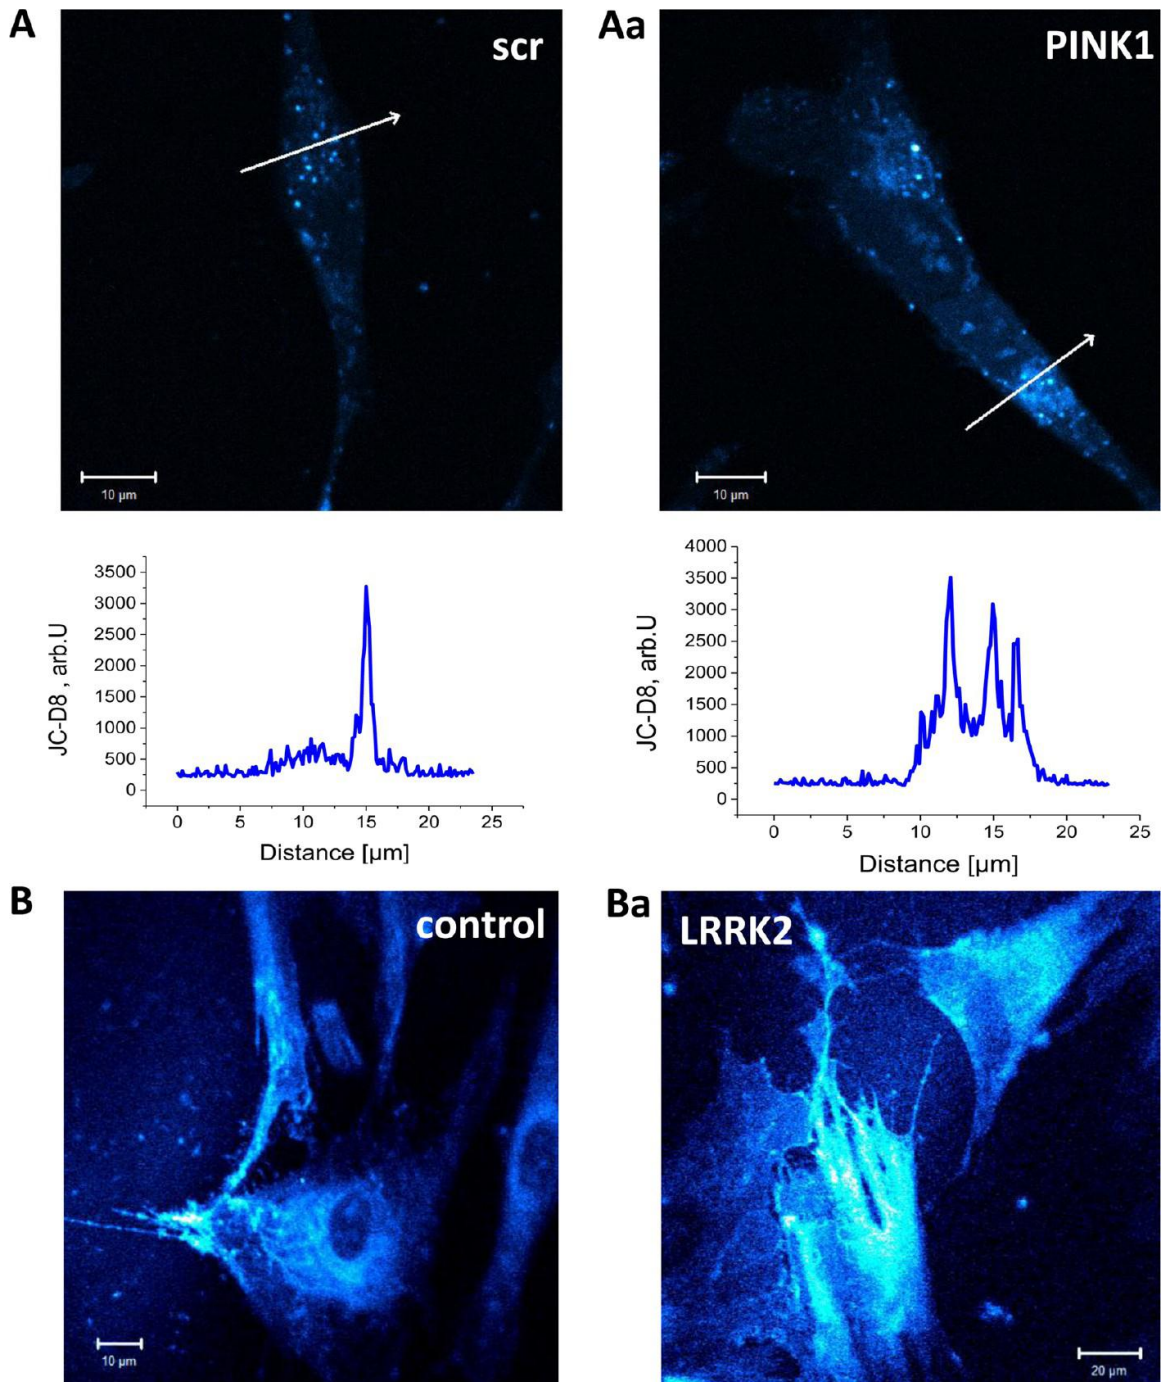 A
scr
10 µm
Aa
PINK1
10 µm
JC-D8 , arb.U
3500
3000
2500
2000
1500
1000
500
0
0 5 10 15 20 25
Distance [µm]
JC-D8, arb.U
4000
3500
3000
2500
2000
1500
1000
500
0
0 5 10 15 20 25
Distance [µm]
B
control
10 µm
Ba
LRRK2
20 µm